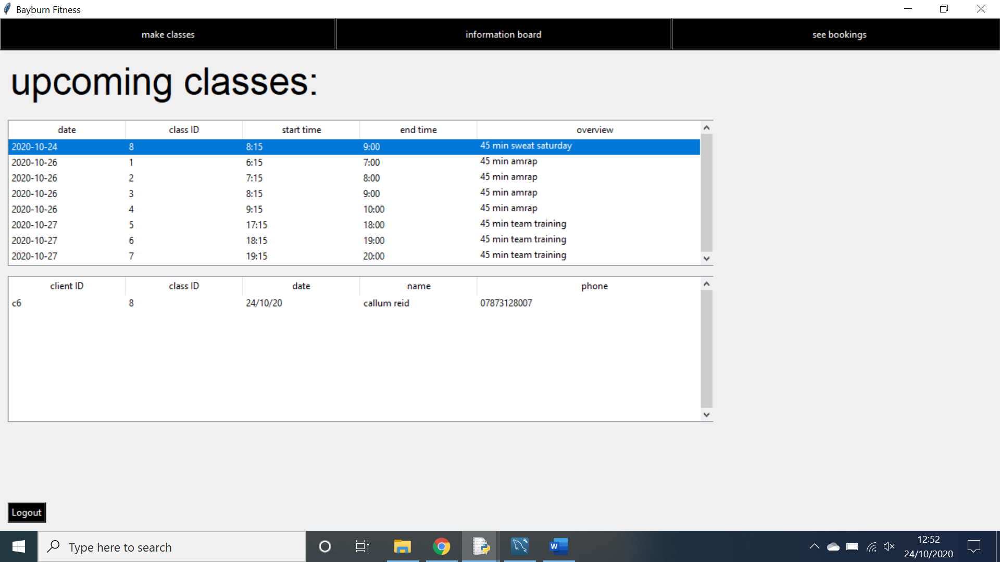 Bayburn Fitness
make classes information board see bookings
upcoming classes:
date class ID start time end time overview
2020-10-24 8 8:15 9:00 45 min sweat saturday
2020-10-26 1 6:15 7:00 45 min amrap
2020-10-26 2 7:15 8:00 45 min amrap
2020-10-26 3 8:15 9:00 45 min amrap
2020-10-26 4 9:15 10:00 45 min amrap
2020-10-27 5 17:15 18:00 45 min team training
2020-10-27 6 18:15 19:00 45 min team training
2020-10-27 7 19:15 20:00 45 min team training
client ID class ID date name phone
c6 8 24/10/20 callum reid 07873128007
Logout
Type here to search
W
12:52
24/10/2020